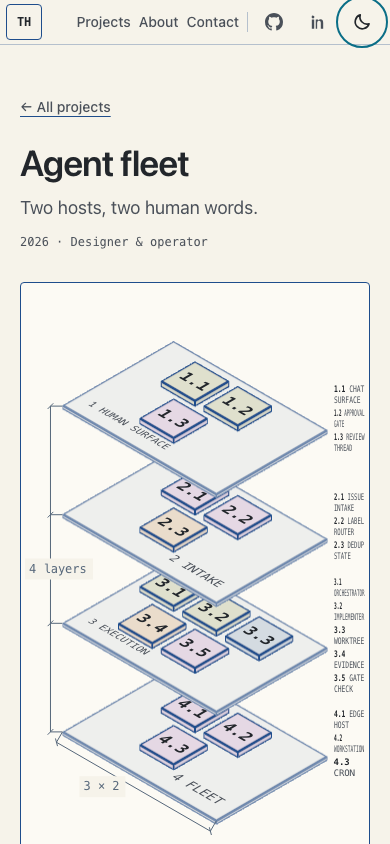 TH
Projects About Contact
← All projects
Agent fleet
Two hosts, two human words.
2026 · Designer & operator
1.1
1.2
1.3
1 HUMAN SURFACE
1.1 CHAT
SURFACE
1.2 APPROVAL
GATE
1.3 REVIEW
THREAD
2.1
2.2
2.3
2 INTAKE
2.1 ISSUE
INTAKE
2.2 LABEL
ROUTER
2.3 DEDUP
STATE
4 layers
3.1
3.2
3.3
3.4
3.5
3 EXECUTION
3.1
ORCHESTRATOR
3.2
IMPLEMENTER
3.3
WORKTREE
3.4
EVIDENCE
3.5 GATE
CHECK
4.1
4.2
4.3
4 FLEET
4.1 EDGE
HOST
4.2
WORKSTATION
4.3
CRON
3 × 2